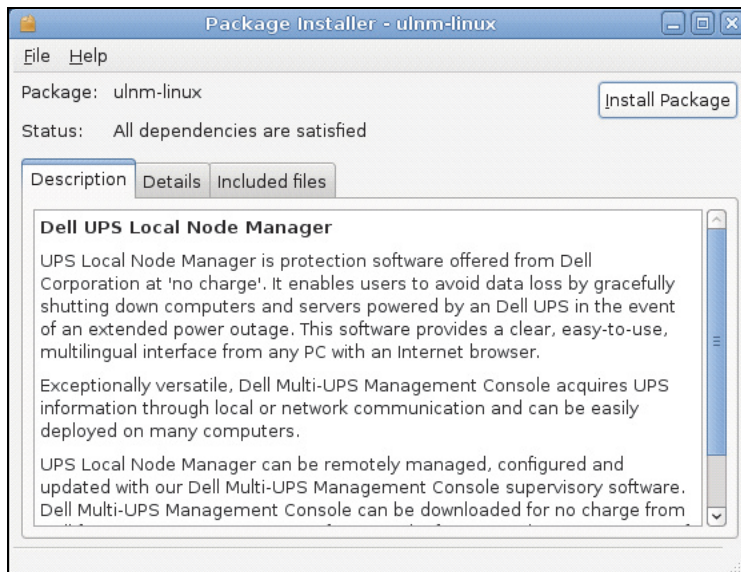 Package Installer - ulnm-linux
File Help
Package: ulnm-linux
Install Package
Status: All dependencies are satisfied
Description Details Included files
Dell UPS Local Node Manager
UPS Local Node Manager is protection software offered from Dell
Corporation at 'no charge'. It enables users to avoid data loss by gracefully
shutting down computers and servers powered by an Dell UPS in the event
of an extended power outage. This software provides a clear, easy-to-use,
multilingual interface from any PC with an Internet browser.
Exceptionally versatile, Dell Multi-UPS Management Console acquires UPS
information through local or network communication and can be easily
deployed on many computers.
UPS Local Node Manager can be remotely managed, configured and
updated with our Dell Multi-UPS Management Console supervisory software.
Dell Multi-UPS Management Console can be downloaded for no charge from